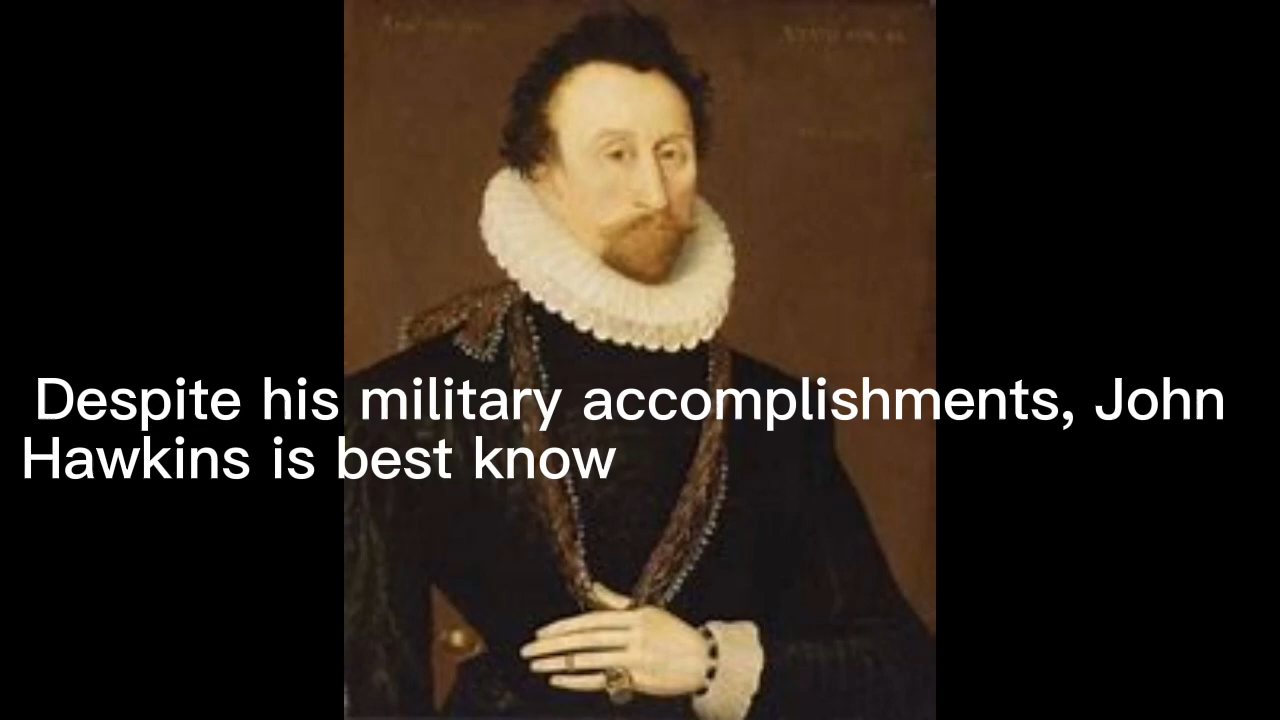 Despite his military accomplishments, John
Hawkins is best know